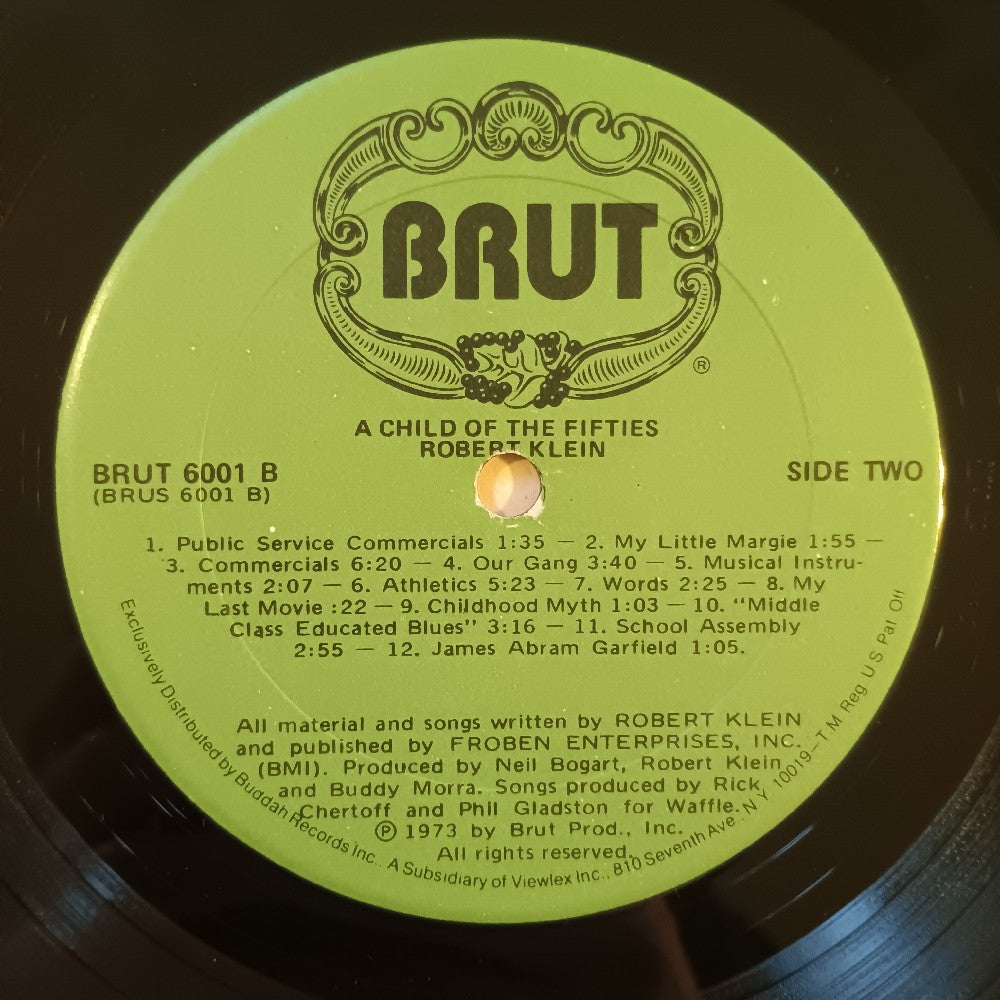 BRUT
®
A CHILD OF THE FIFTIES
ROBERT KLEIN
BRUT 6001 B
(BRUS 6001 B)
SIDE TWO
1. Public Service Commercials 1:35 — 2. My Little Margie 1:55 —
3. Commercials 6:20 — 4. Our Gang 3:40 — 5. Musical Instru-
ments 2:07 — 6. Athletics 5:23 — 7. Words 2:25 — 8. My
Last Movie :22 — 9. Childhood Myth 1:03 — 10. "Middle
Class Educated Blues" 3:16 — 11. School Assembly
2:55 — 12. James Abram Garfield 1:05.
All material and songs written by ROBERT KLEIN
and published by FROBEN ENTERPRISES, INC.
(BMI). Produced by Neil Bogart, Robert Klein
and Buddy Morra. Songs produced by Rick
Chertoff and Phil Gladston for Waffle.
℗ 1973 by Brut Prod., Inc.
All rights reserved.
Exclusively Distributed by Buddah Records Inc., A Subsidiary of Viewlex Inc., 810 Seventh Ave., N.Y. 10019—T.M. Reg U S Pat Off